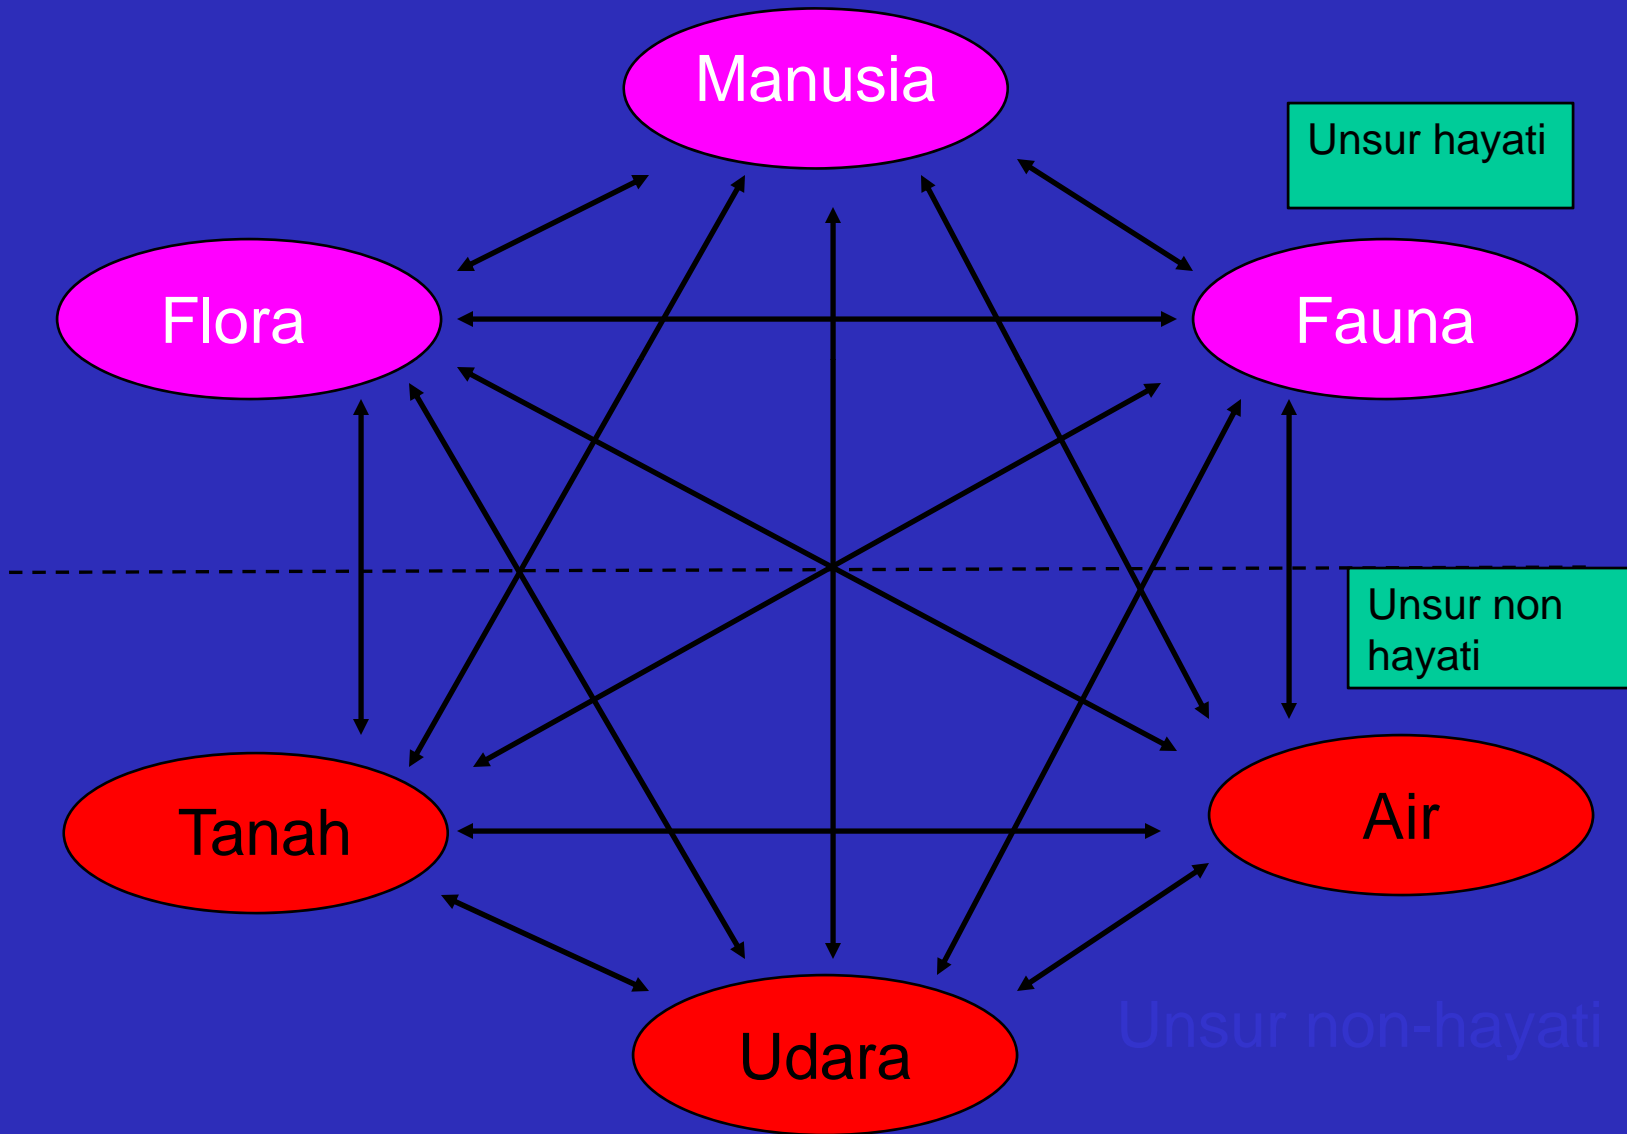 Manusia
Unsur hayati
Flora
Fauna
Unsur non
hayati
Tanah
Air
Unsur non-hayati
Udara